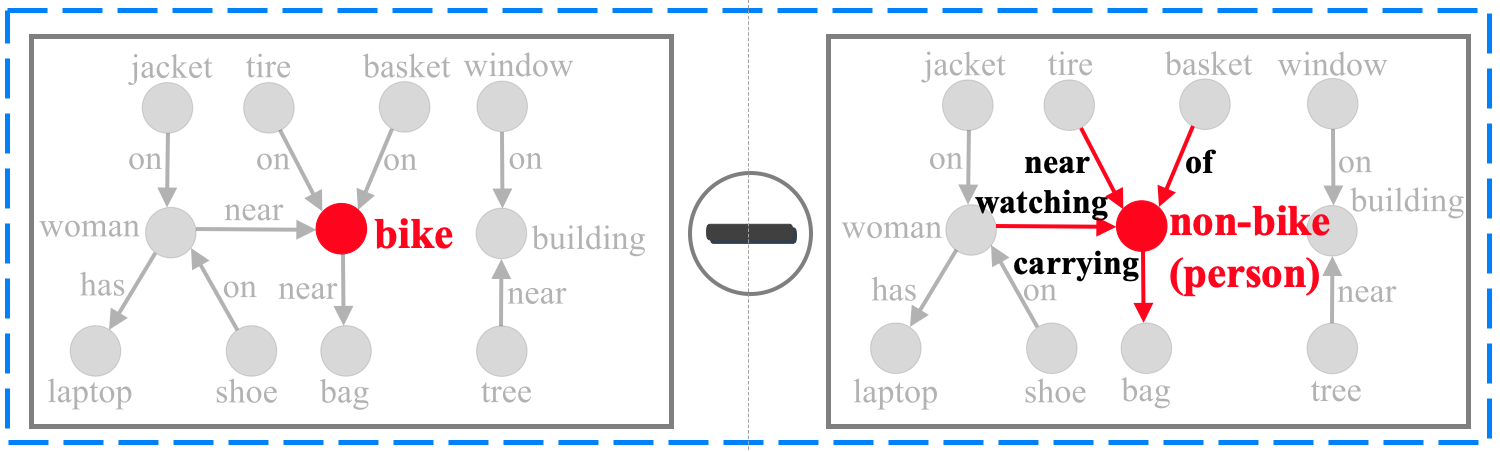 jacket tire basket window
on on on on
woman near bike building
has on near near
laptop shoe bag tree
jacket tire basket window
on near of on
woman watching non-bike building
carrying (person)
has on near
laptop shoe bag tree